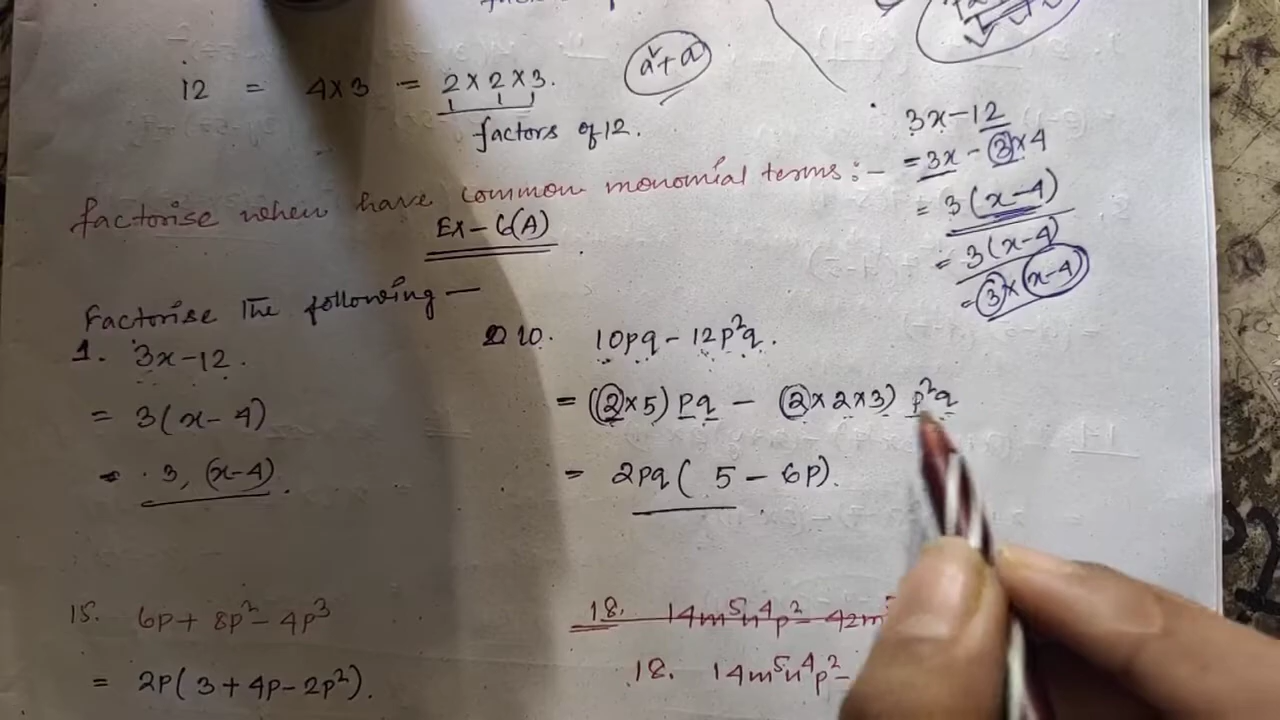 12 = 4×3 = 2×2×3.
factors of 12.
a²+a
3x-12
= 3x - 3×4
= 3(x-4)
= 3(x-4)
= 3×(x-4)
factorise when have common monomial terms:-
Ex-6(A)
Factorise the following —
1. 3x-12.
= 3(x-4)
= 3, (x-4).
10. 10pq - 12p²q.
= (2×5) pq - (2×2×3) p²q
= 2pq( 5 - 6p).
15. 6p + 8p² - 4p³
= 2p( 3 + 4p - 2p²).
18. 14m⁵n⁴p² - 42m⁵
18. 14m⁵n⁴p² -